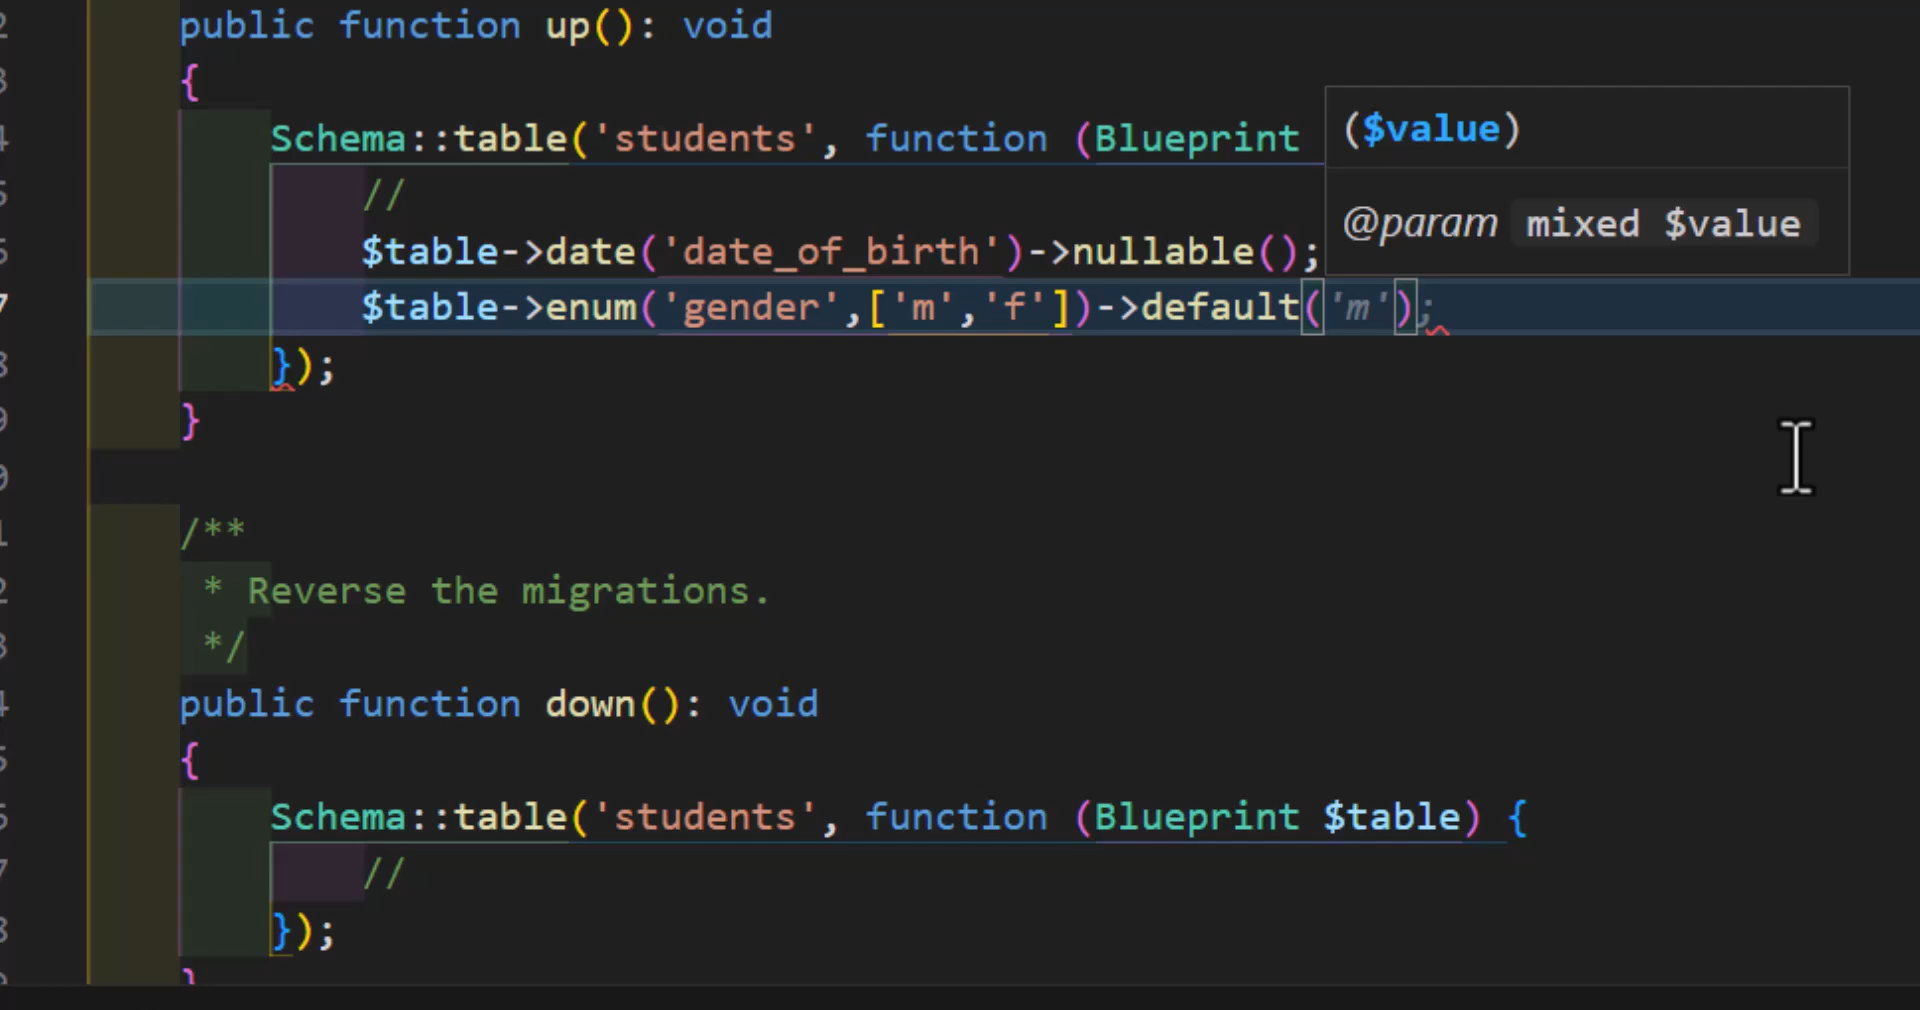 public function up(): void
{
Schema::table('students', function (Blueprint
($value)
//
@param mixed $value
$table->date('date_of_birth')->nullable();
$table->enum('gender',['m','f'])->default('m');
});
}
/**
* Reverse the migrations.
*/
public function down(): void
{
Schema::table('students', function (Blueprint $table) {
//
});
}